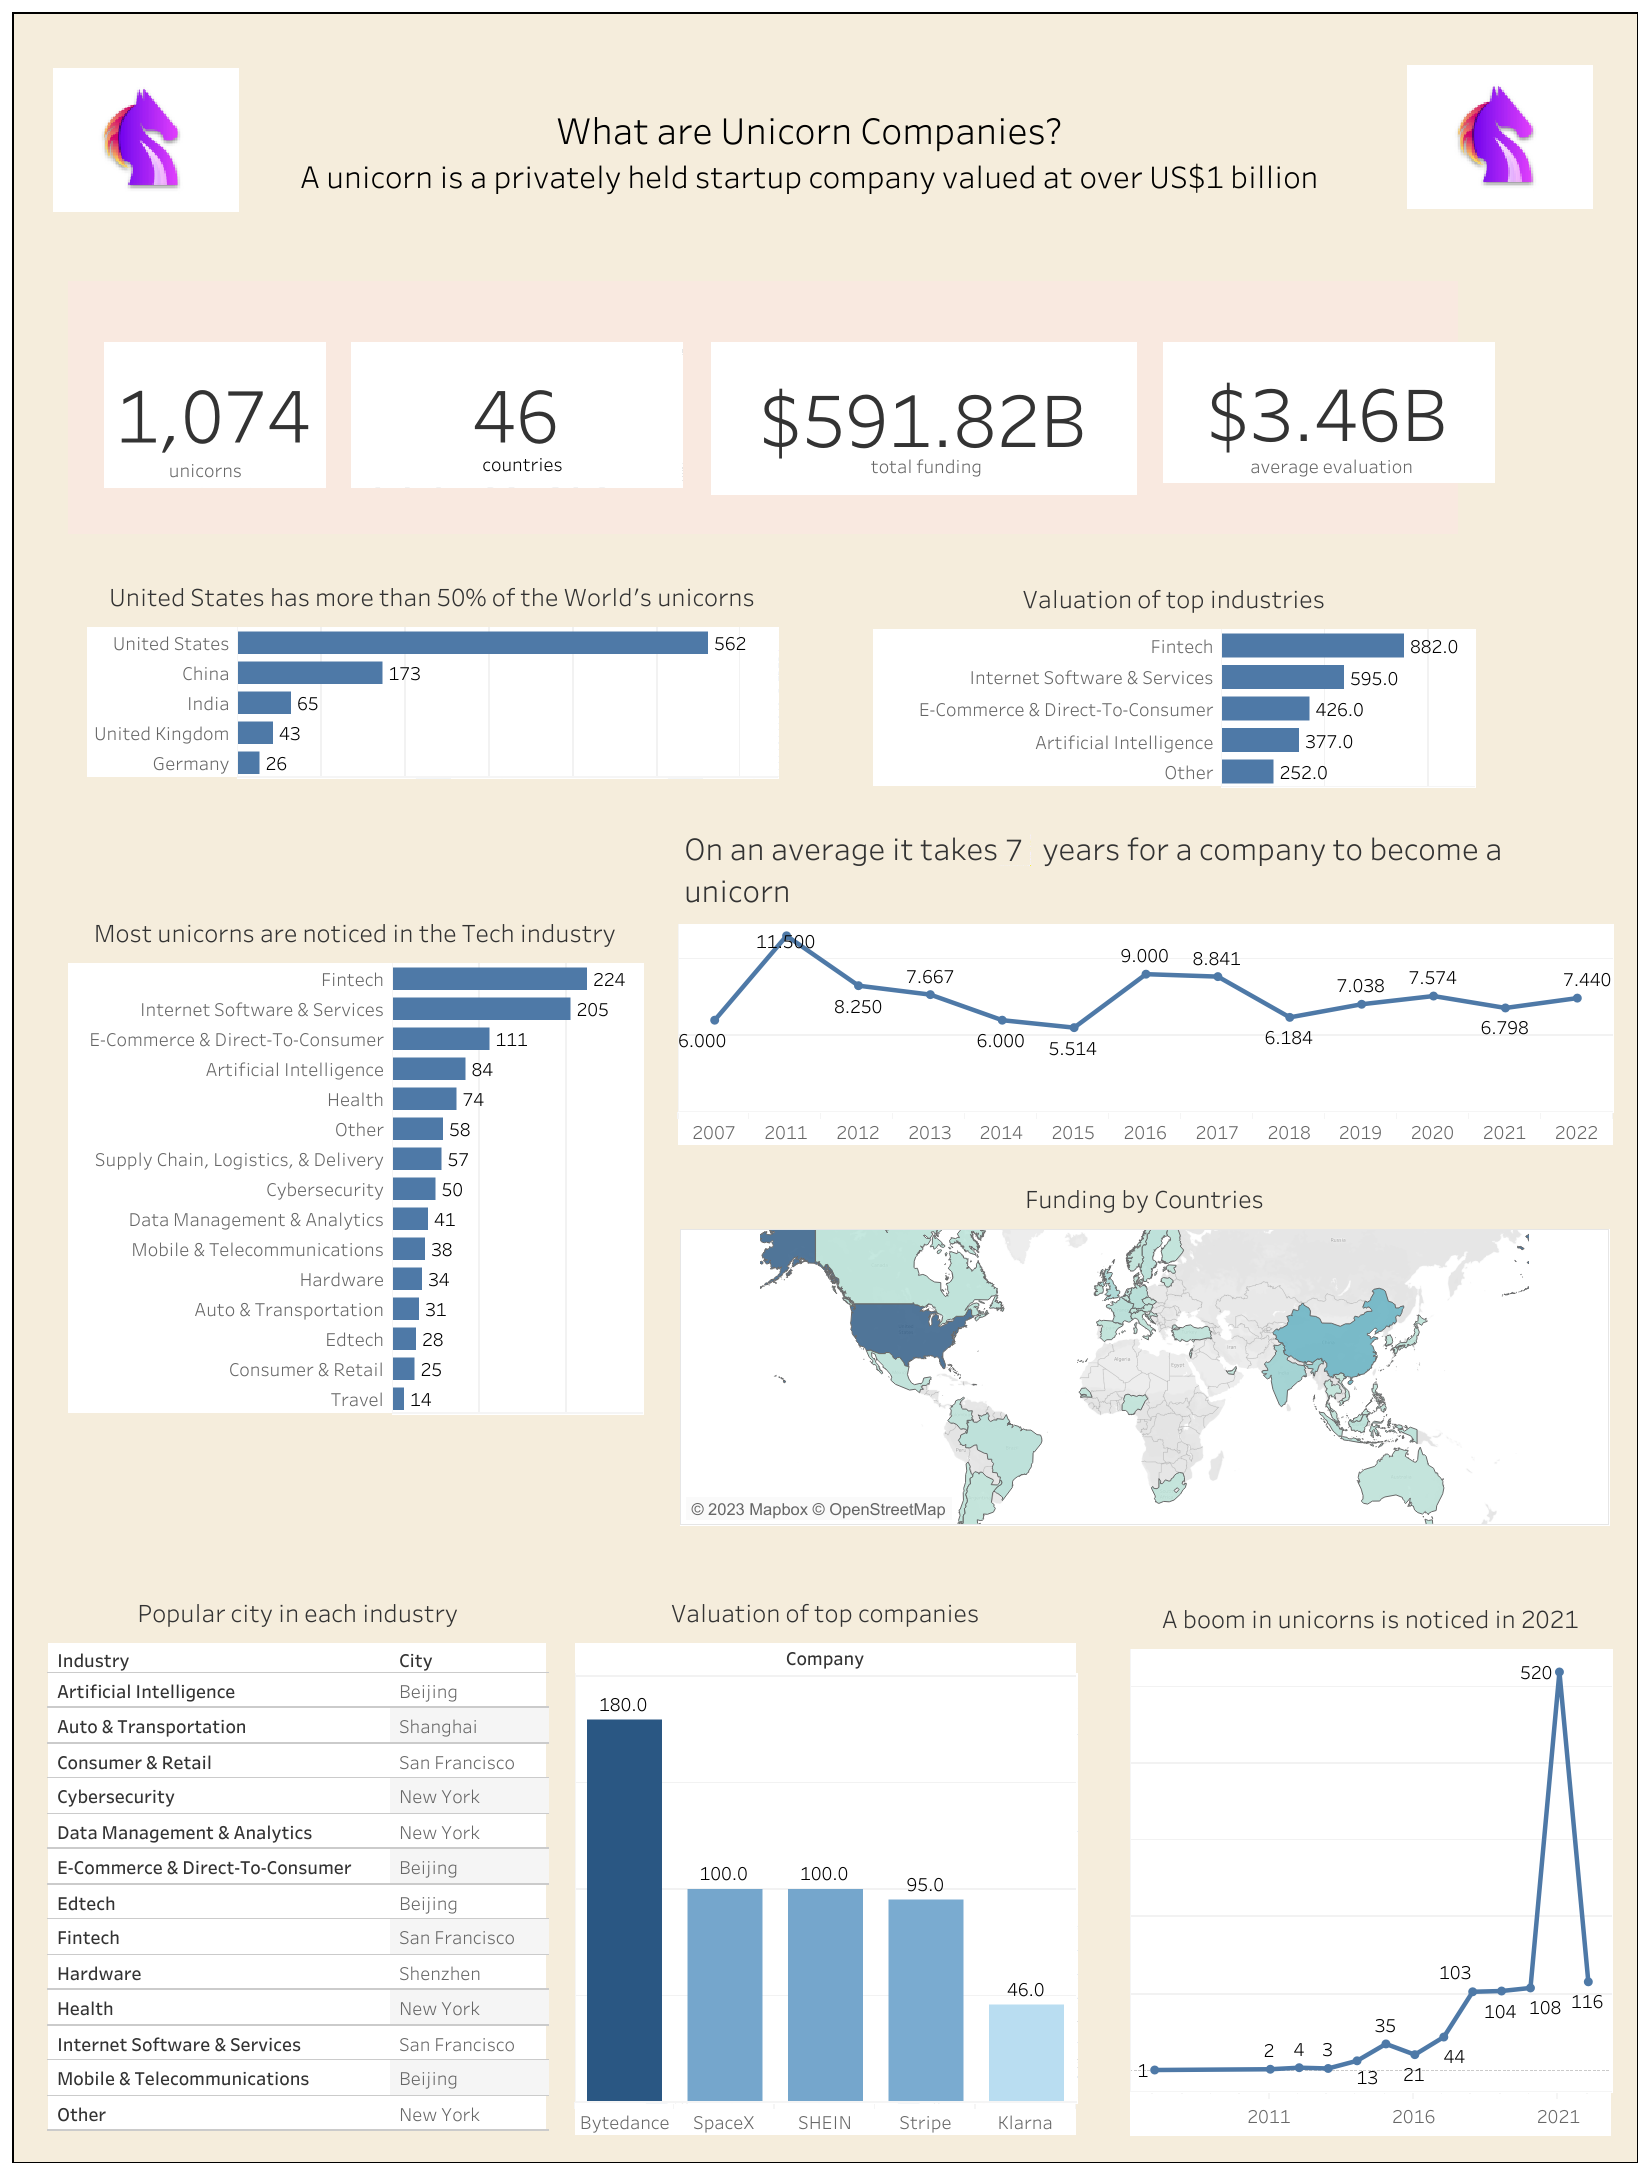 What are Unicorn Companies?
A unicorn is a privately held startup company valued at over US$1 billion
1,074
unicorns
46
countries
$591.82B
total funding
$3.46B
average evaluation
United States has more than 50% of the World's unicorns
United States 562
China 173
India 65
United Kingdom 43
Germany 26
Valuation of top industries
Fintech 882.0
Internet Software & Services 595.0
E-Commerce & Direct-To-Consumer 426.0
Artificial Intelligence 377.0
Other 252.0
Most unicorns are noticed in the Tech industry
Fintech 224
Internet Software & Services 205
E-Commerce & Direct-To-Consumer 111
Artificial Intelligence 84
Health 74
Other 58
Supply Chain, Logistics, & Delivery 57
Cybersecurity 50
Data Management & Analytics 41
Mobile & Telecommunications 38
Hardware 34
Auto & Transportation 31
Edtech 28
Consumer & Retail 25
Travel 14
On an average it takes 7 years for a company to become a
unicorn
6.000 11.500 8.250 7.667 6.000 5.514 9.000 8.841 6.184 7.038 7.574 6.798 7.440
2007 2011 2012 2013 2014 2015 2016 2017 2018 2019 2020 2021 2022
Funding by Countries
© 2023 Mapbox © OpenStreetMap
Popular city in each industry
Industry City
Artificial Intelligence Beijing
Auto & Transportation Shanghai
Consumer & Retail San Francisco
Cybersecurity New York
Data Management & Analytics New York
E-Commerce & Direct-To-Consumer Beijing
Edtech Beijing
Fintech San Francisco
Hardware Shenzhen
Health New York
Internet Software & Services San Francisco
Mobile & Telecommunications Beijing
Other New York
Valuation of top companies
Company
180.0 100.0 100.0 95.0 46.0
Bytedance SpaceX SHEIN Stripe Klarna
A boom in unicorns is noticed in 2021
1 2 4 3 13 35 21 44 103 104 108 520 116
2011 2016 2021